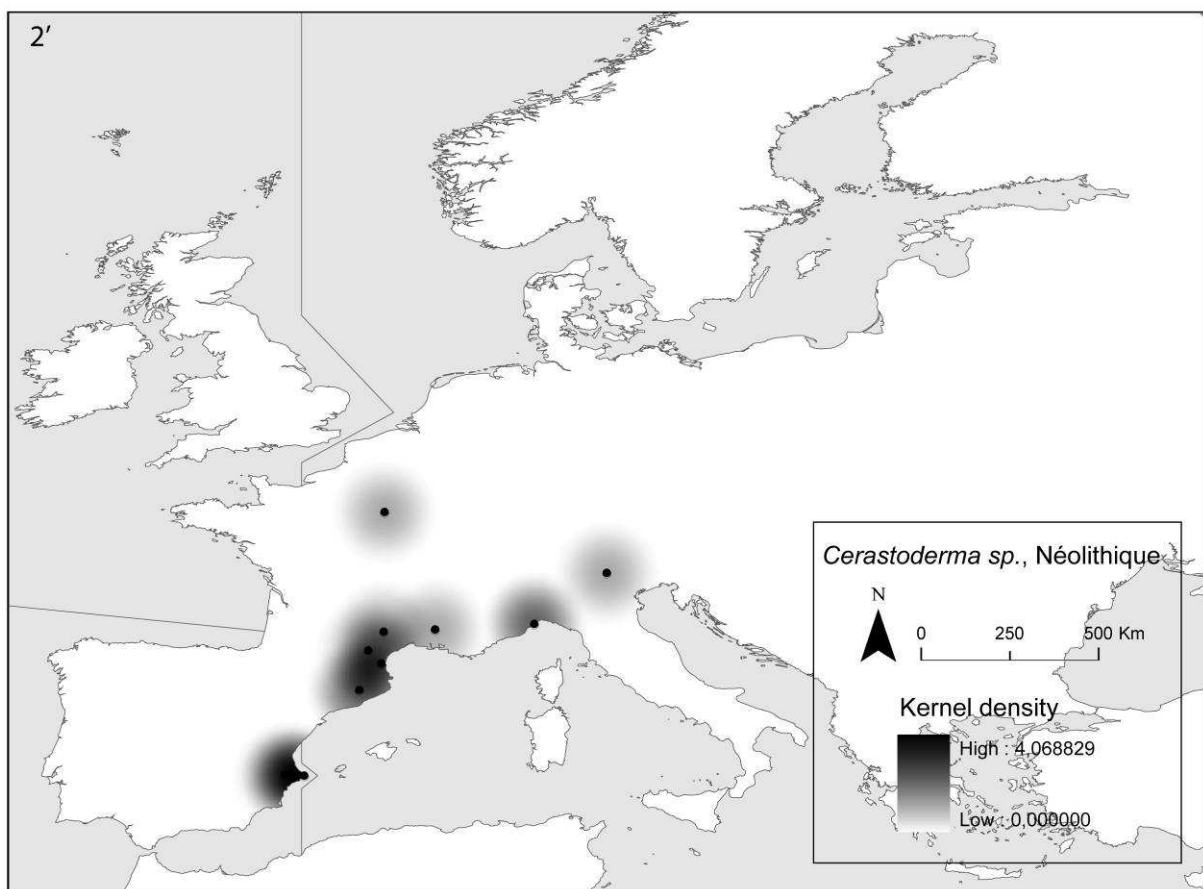 2'
Cerastoderma sp., Néolithique
N
0 250 500 Km
Kernel density
High : 4.068829
Low : 0,000000